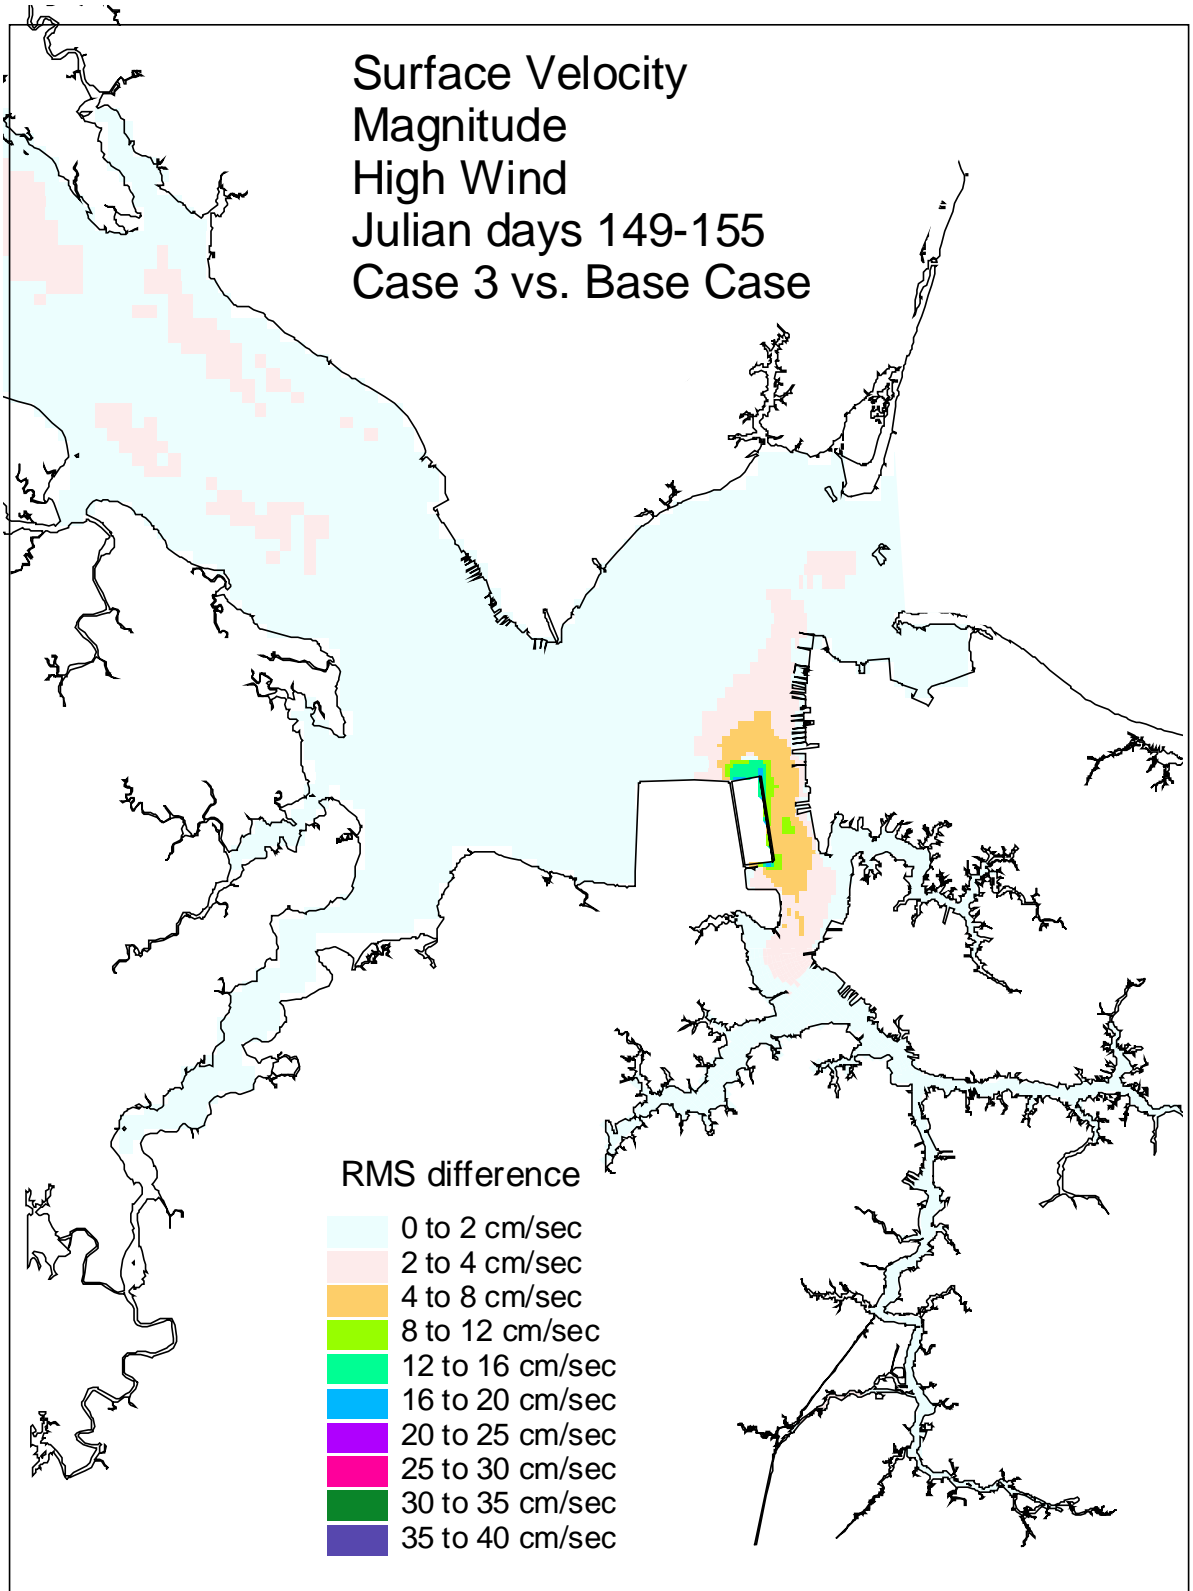 Surface Velocity
Magnitude
High Wind
Julian days 149-155
Case 3 vs. Base Case
RMS difference
0 to 2 cm/sec
2 to 4 cm/sec
4 to 8 cm/sec
8 to 12 cm/sec
12 to 16 cm/sec
16 to 20 cm/sec
20 to 25 cm/sec
25 to 30 cm/sec
30 to 35 cm/sec
35 to 40 cm/sec